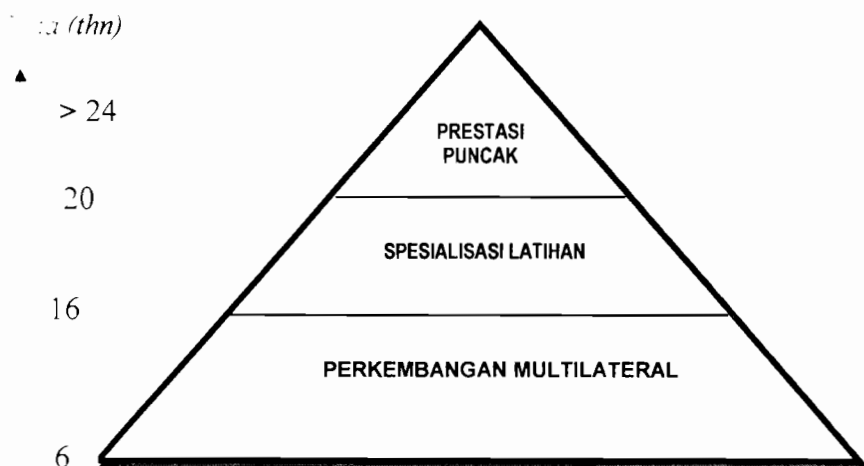 (thn)
> 24
PRESTASI
PUNCAK
20
SPESIALISASI LATIHAN
16
PERKEMBANGAN MULTILATERAL
6